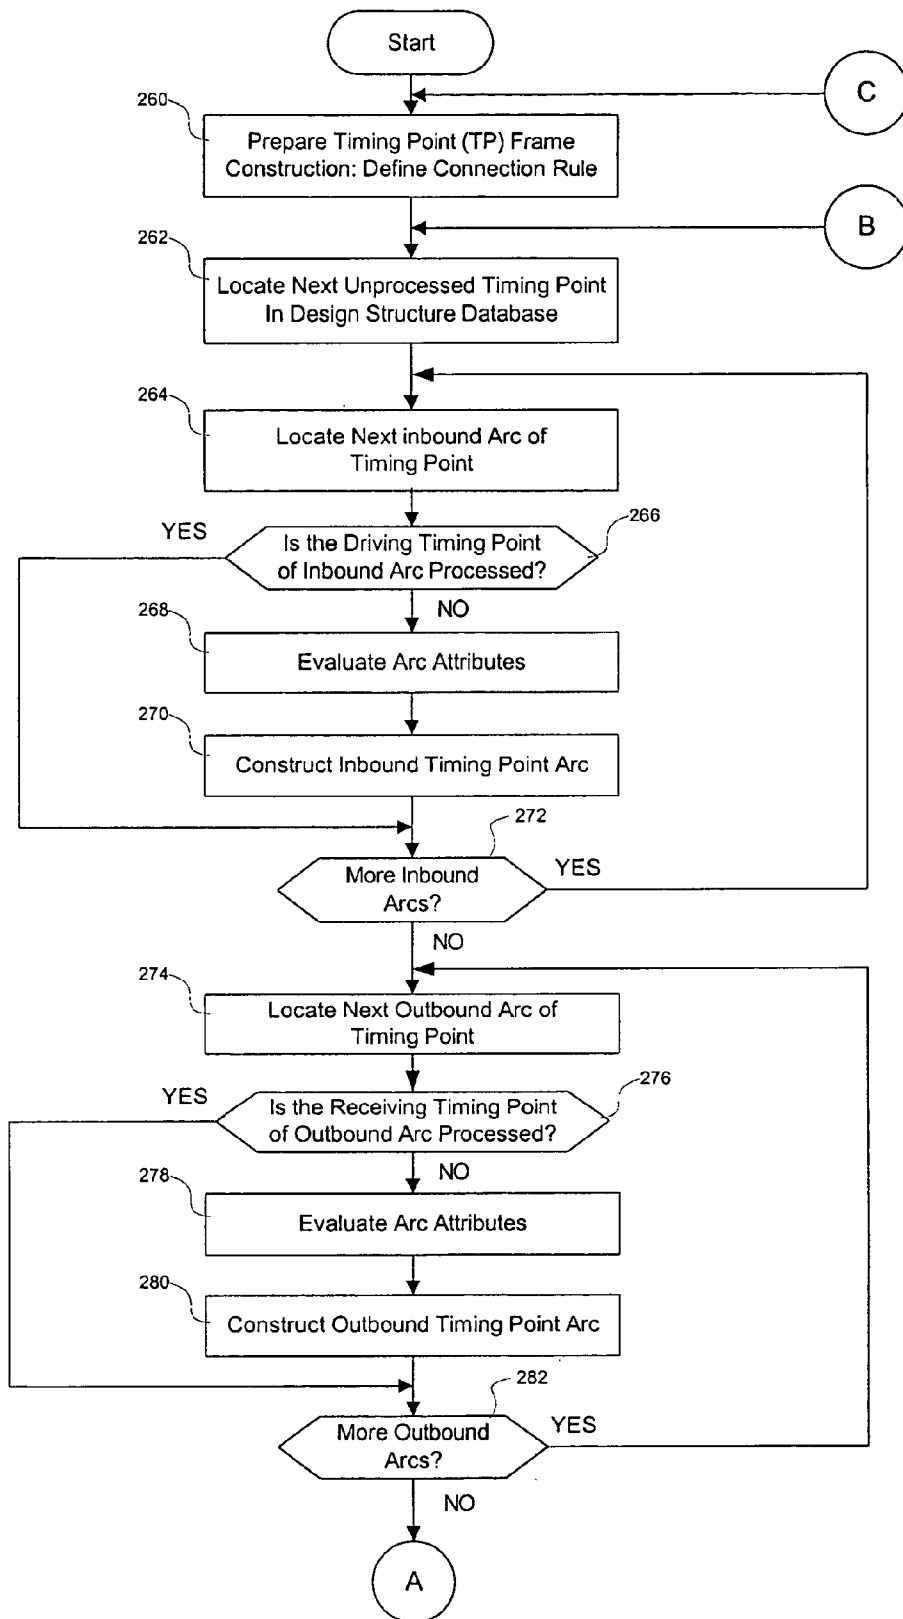 Start
C
260
Prepare Timing Point (TP) Frame
Construction: Define Connection Rule
B
262
Locate Next Unprocessed Timing Point
In Design Structure Database
264
Locate Next inbound Arc of
Timing Point
YES
266
Is the Driving Timing Point
of Inbound Arc Processed?
NO
268
Evaluate Arc Attributes
270
Construct Inbound Timing Point Arc
272
More Inbound
Arcs?
YES
NO
274
Locate Next Outbound Arc of
Timing Point
YES
276
Is the Receiving Timing Point
of Outbound Arc Processed?
NO
278
Evaluate Arc Attributes
280
Construct Outbound Timing Point Arc
282
More Outbound
Arcs?
YES
NO
A